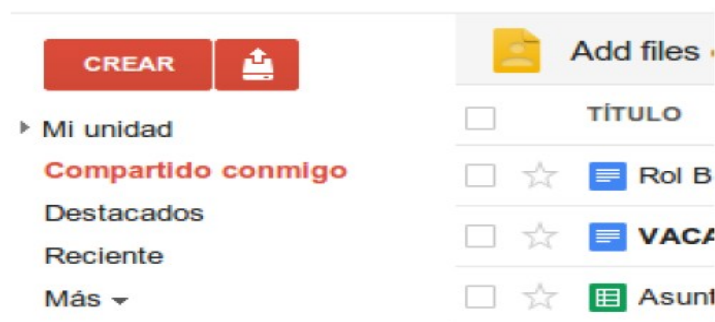 CREAR
Mi unidad
Compartido conmigo
Destacados
Reciente
Más
Add files
TÍTULO
Rol B
VACA
Asunt